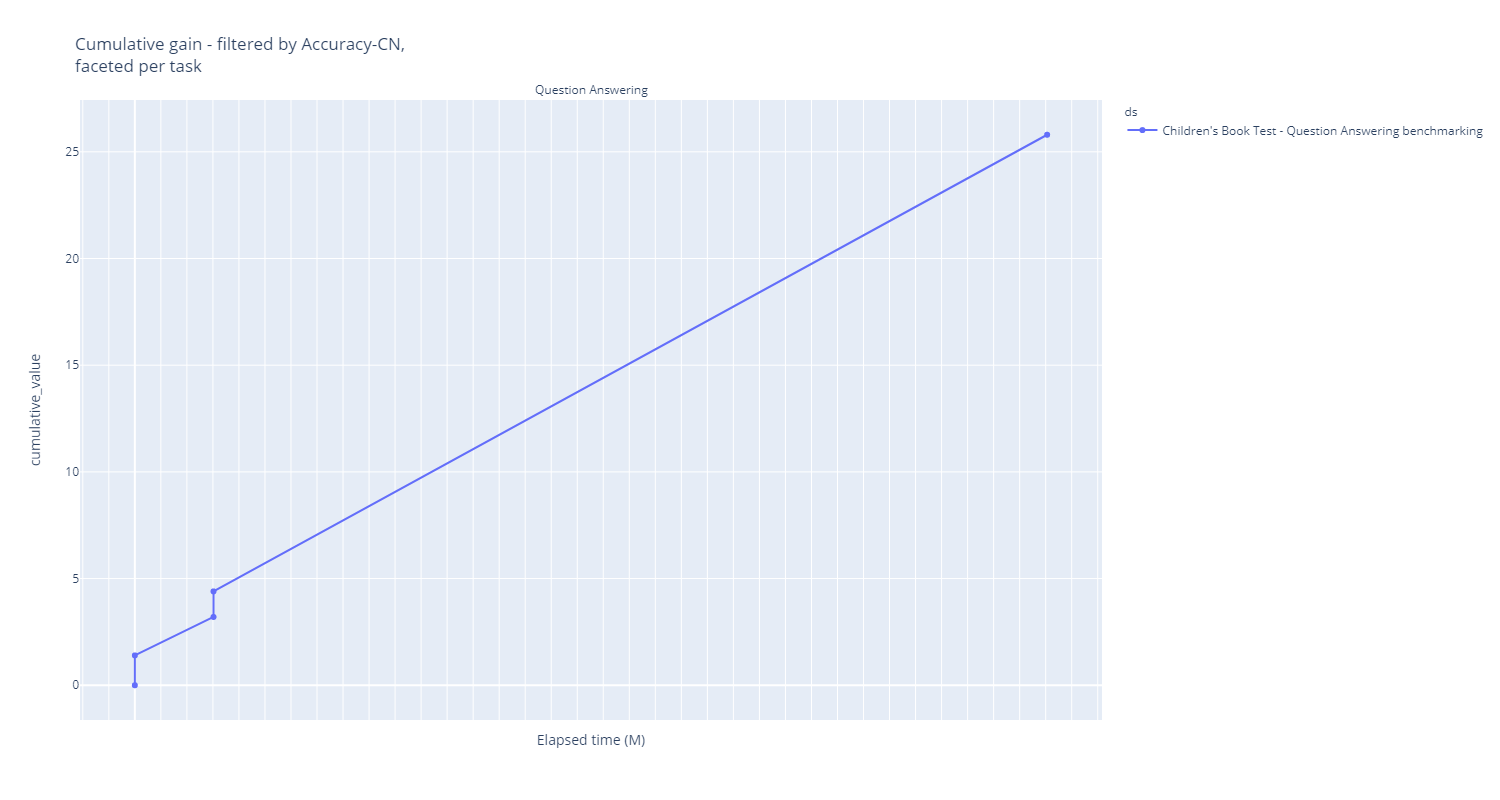 Cumulative gain - filtered by Accuracy-CN,
faceted per task
Question Answering
ds
Children's Book Test - Question Answering benchmarking
25
20
15
10
5
0
cumulative_value
Elapsed time (M)